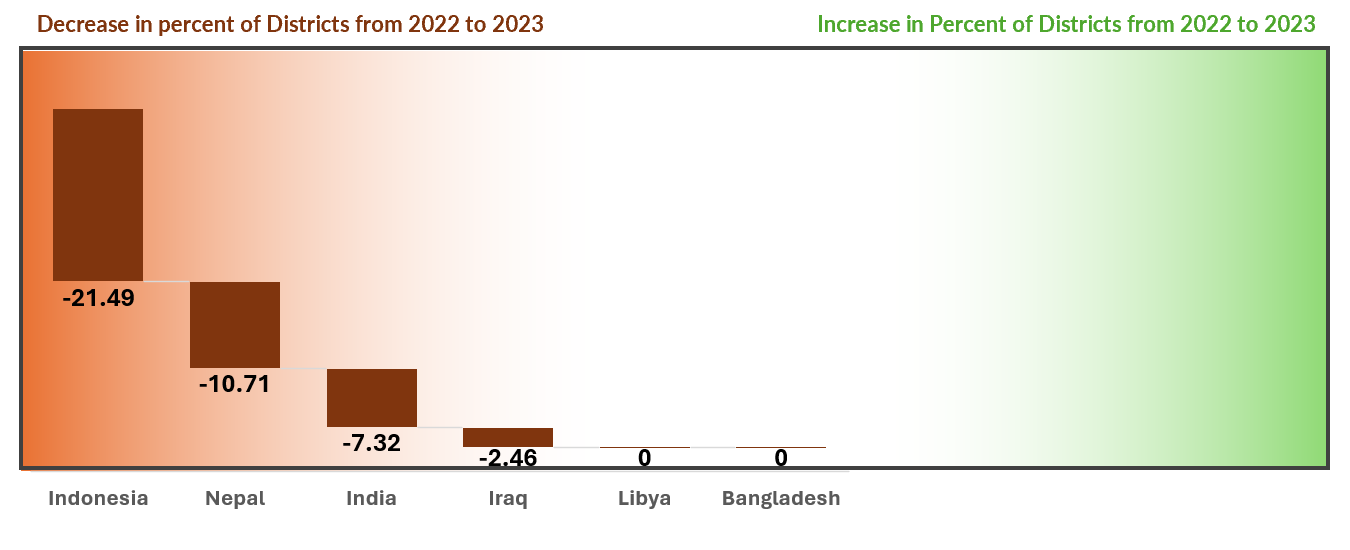 Decrease in percent of Districts from 2022 to 2023
Increase in Percent of Districts from 2022 to 2023
-21.49
-10.71
-7.32
-2.46
0
0
Indonesia
Nepal
India
Iraq
Libya
Bangladesh